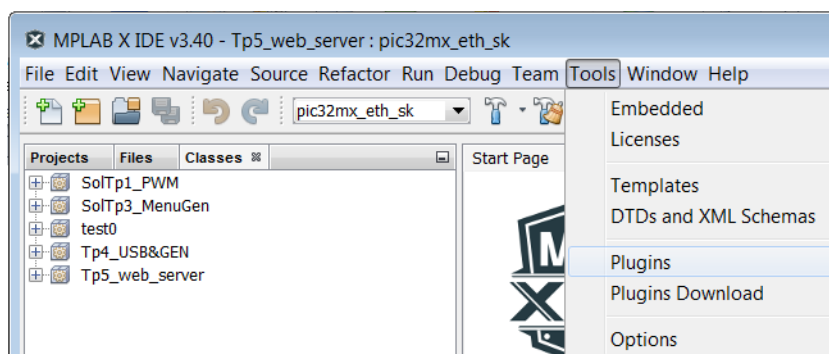 MPLAB X IDE v3.40 - Tp5_web_server : pic32mx_eth_sk
File Edit View Navigate Source Refactor Run Debug Team Tools Window Help
pic32mx_eth_sk
Embedded
Licenses
Templates
DTDs and XML Schemas
Plugins
Plugins Download
Options
Projects Files Classes
Start Page
SolTp1_PWM
SolTp3_MenuGen
test0
Tp4_USB&GEN
Tp5_web_server
M
X